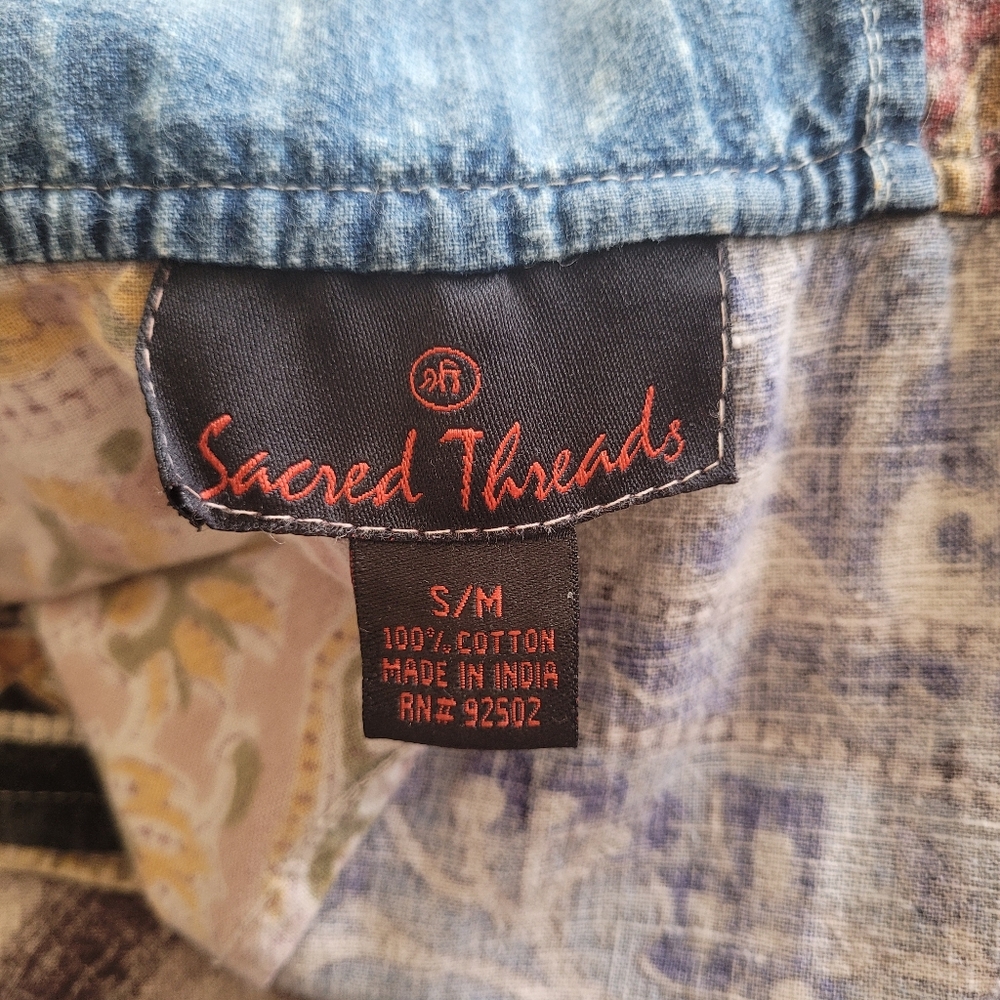 Sacred Threads
S/M
100% COTTON
MADE IN INDIA
RN# 92502